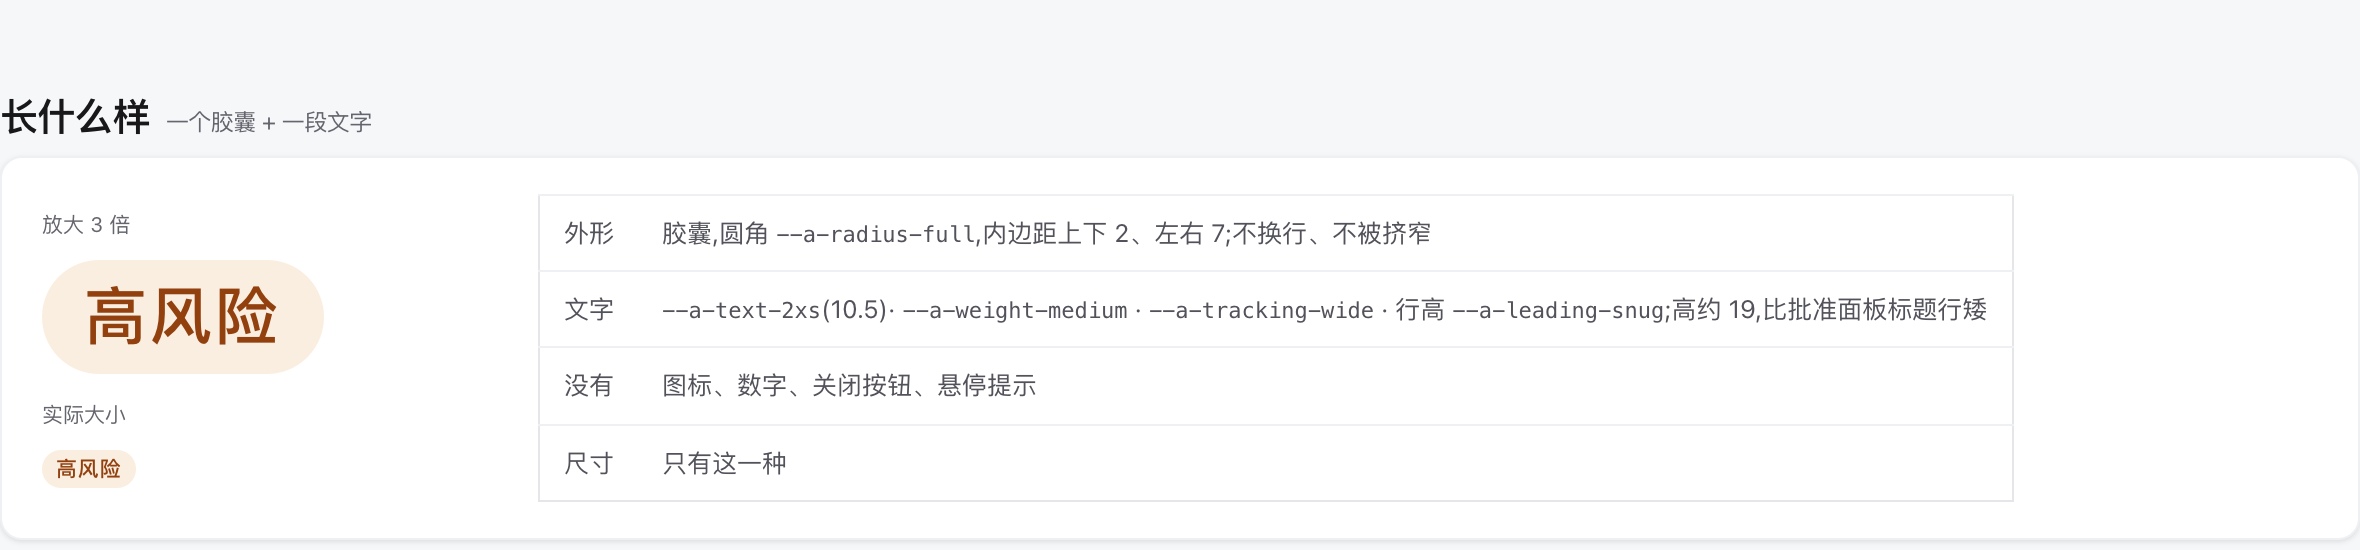 长什么样 一个胶囊 + 一段文字
放大 3 倍
高风险
实际大小
高风险
外形 胶囊,圆角 --a-radius-full,内边距上下 2、左右 7;不换行、不被挤窄
文字 --a-text-2xs(10.5)· --a-weight-medium · --a-tracking-wide · 行高 --a-leading-snug;高约 19,比批准面板标题行矮
没有 图标、数字、关闭按钮、悬停提示
尺寸 只有这一种